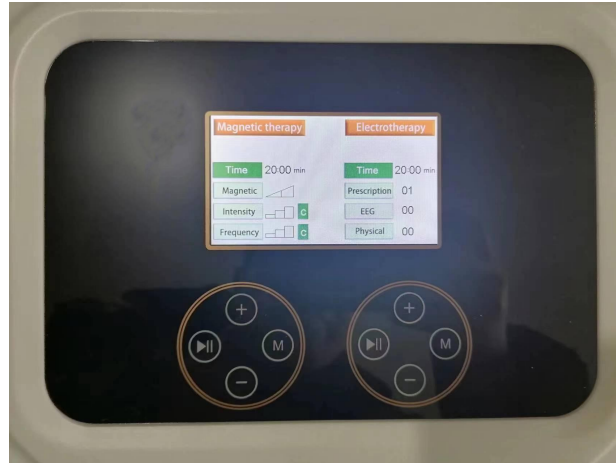 Magnetic therapy
Time 20:00 min
Magnetic
Intensity C
Frequency C
Electrotherapy
Time 20:00 min
Prescription 01
EEG 00
Physical 00
+
M
−
+
M
−